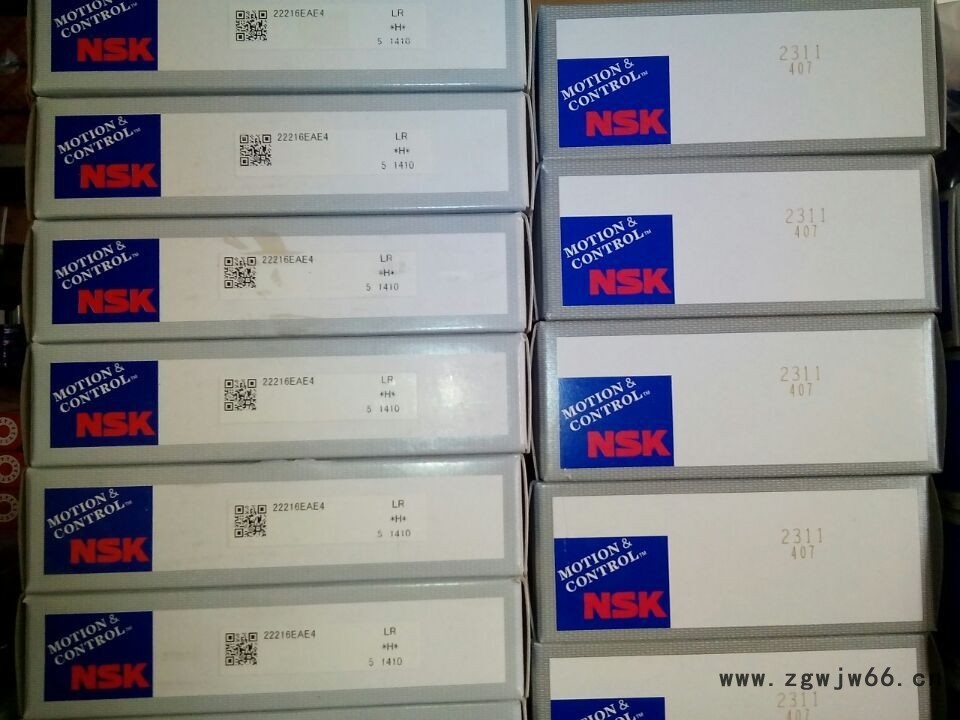 MOTION &
CONTROL™
NSK
22216EAE4
LR
*H*
5 1410
MOTION &
CONTROL™
NSK
22216EAE4
LR
*H*
5 1410
MOTION &
CONTROL™
NSK
22216EAE4
LR
*H*
5 1410
MOTION &
CONTROL™
NSK
22216EAE4
LR
*H*
5 1410
MOTION &
CONTROL™
NSK
22216EAE4
LR
*H*
5 1410
MOTION &
CONTROL™
NSK
22216EAE4
LR
*H*
5 1410
MOTION &
CONTROL™
NSK
2311
407
MOTION &
CONTROL™
NSK
2311
407
MOTION &
CONTROL™
NSK
2311
407
MOTION &
CONTROL™
NSK
2311
407
MOTION &
2311
407
www.zgwjw66.c